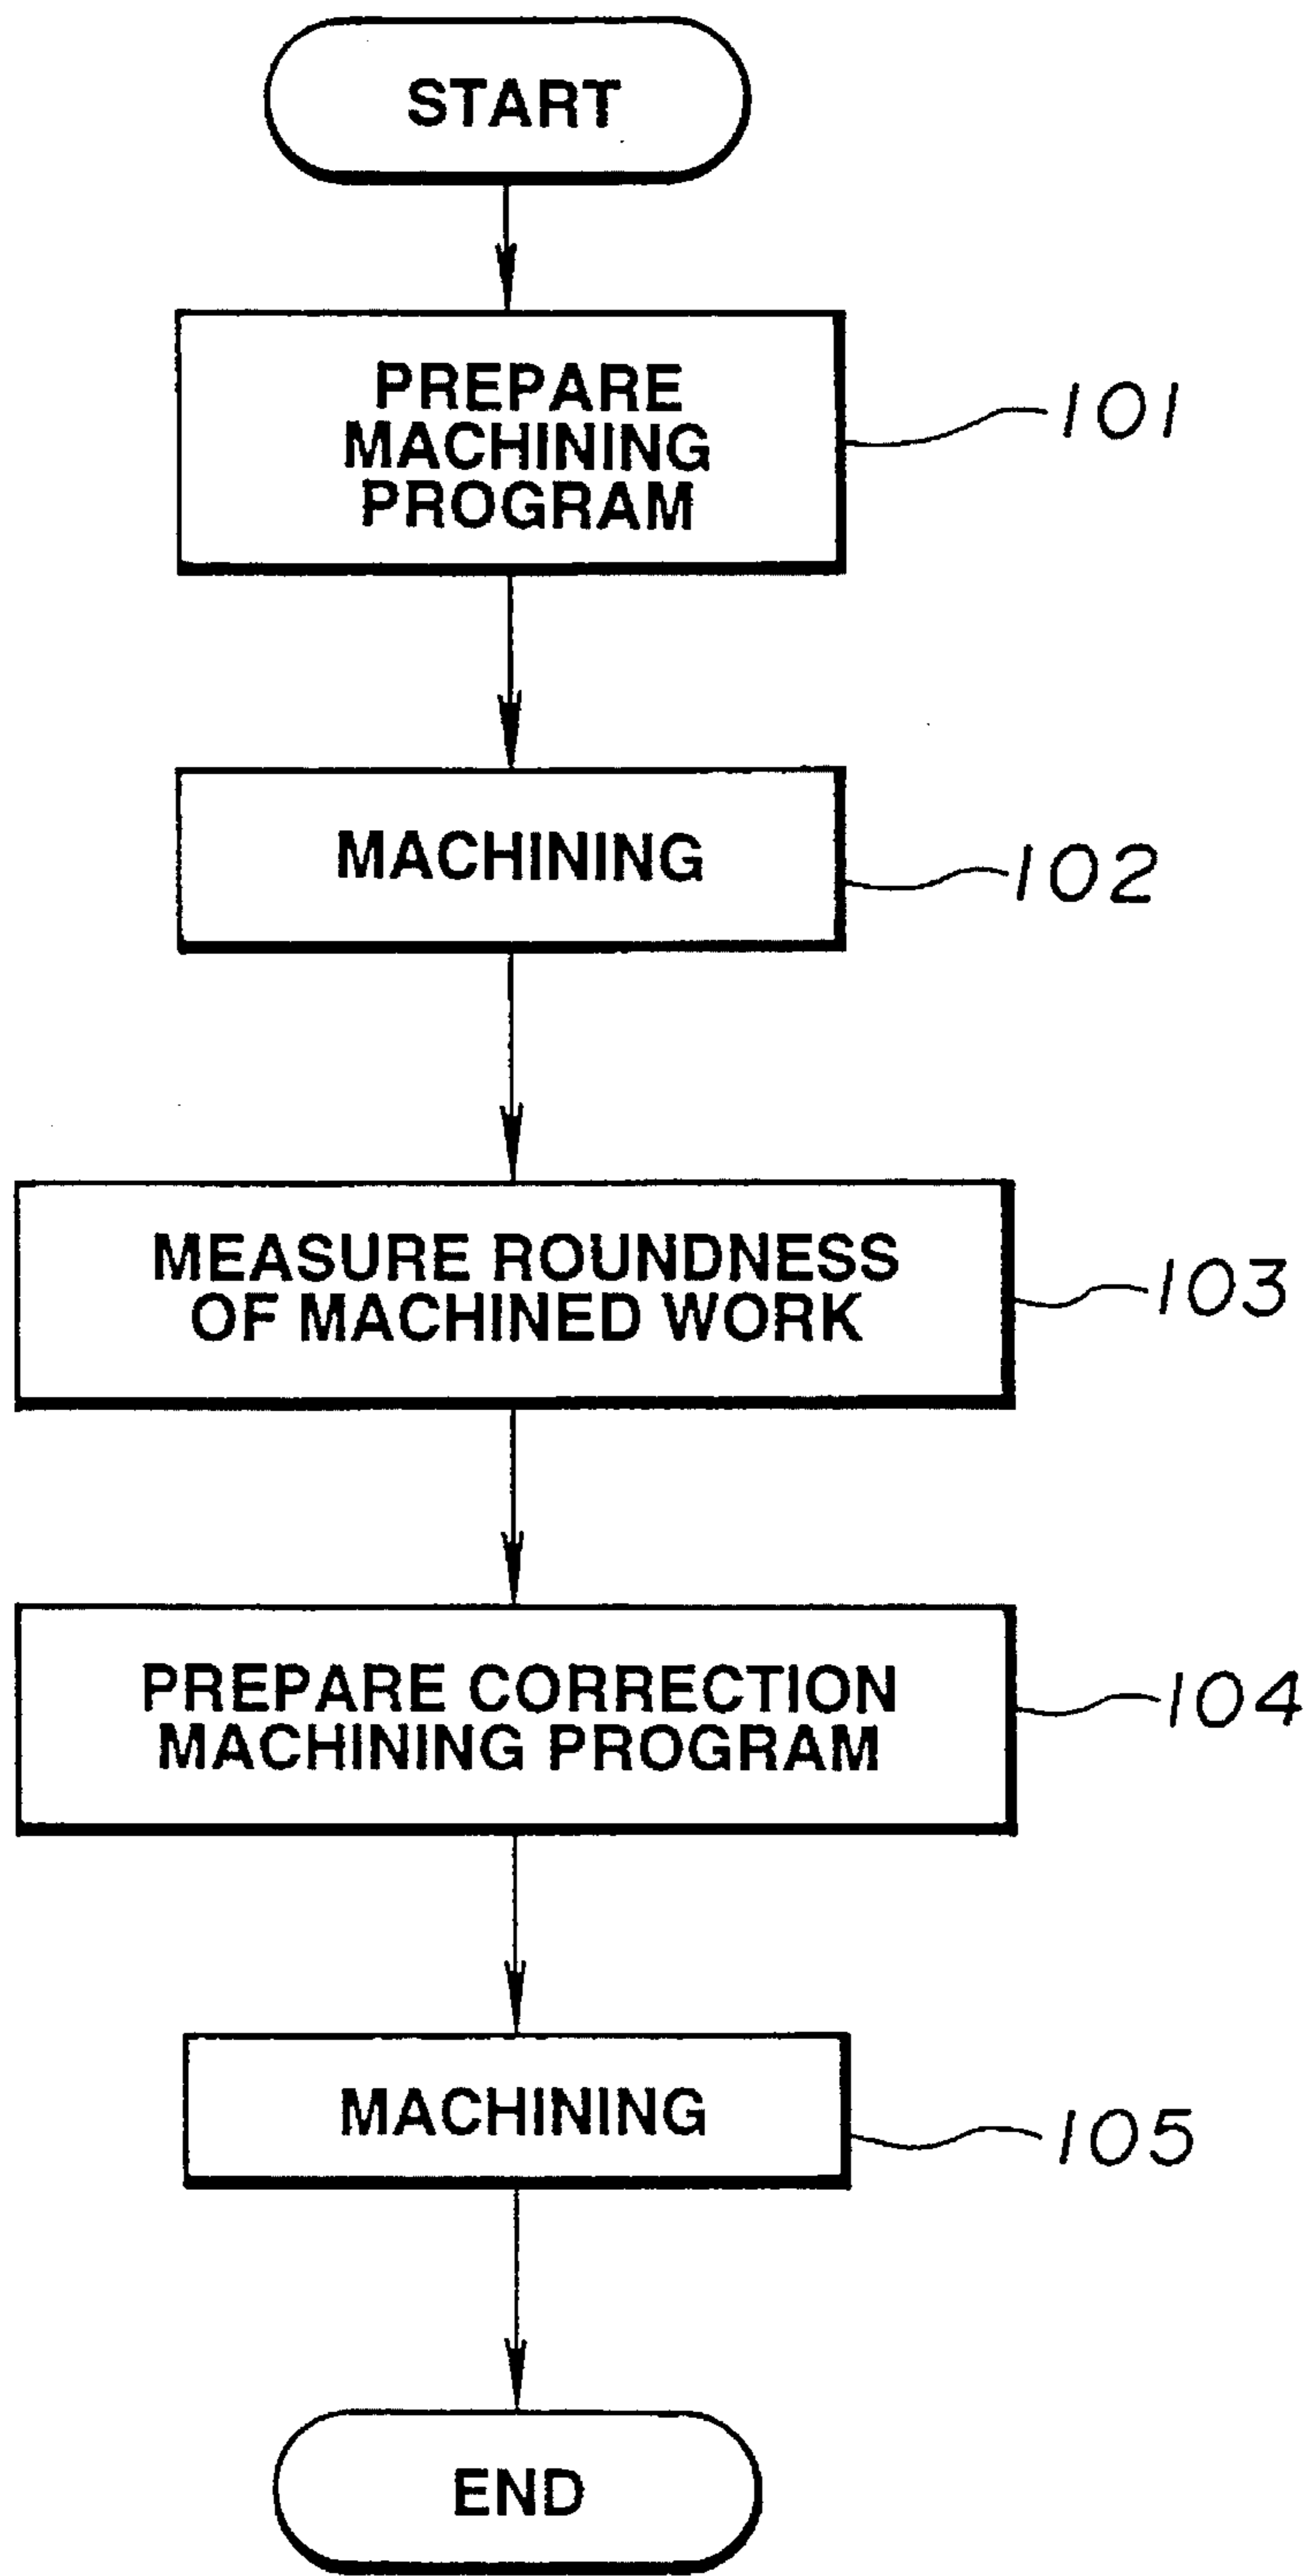 START
PREPARE
MACHINING
PROGRAM
101
MACHINING
102
MEASURE ROUNDNESS
OF MACHINED WORK
103
PREPARE CORRECTION
MACHINING PROGRAM
104
MACHINING
105
END